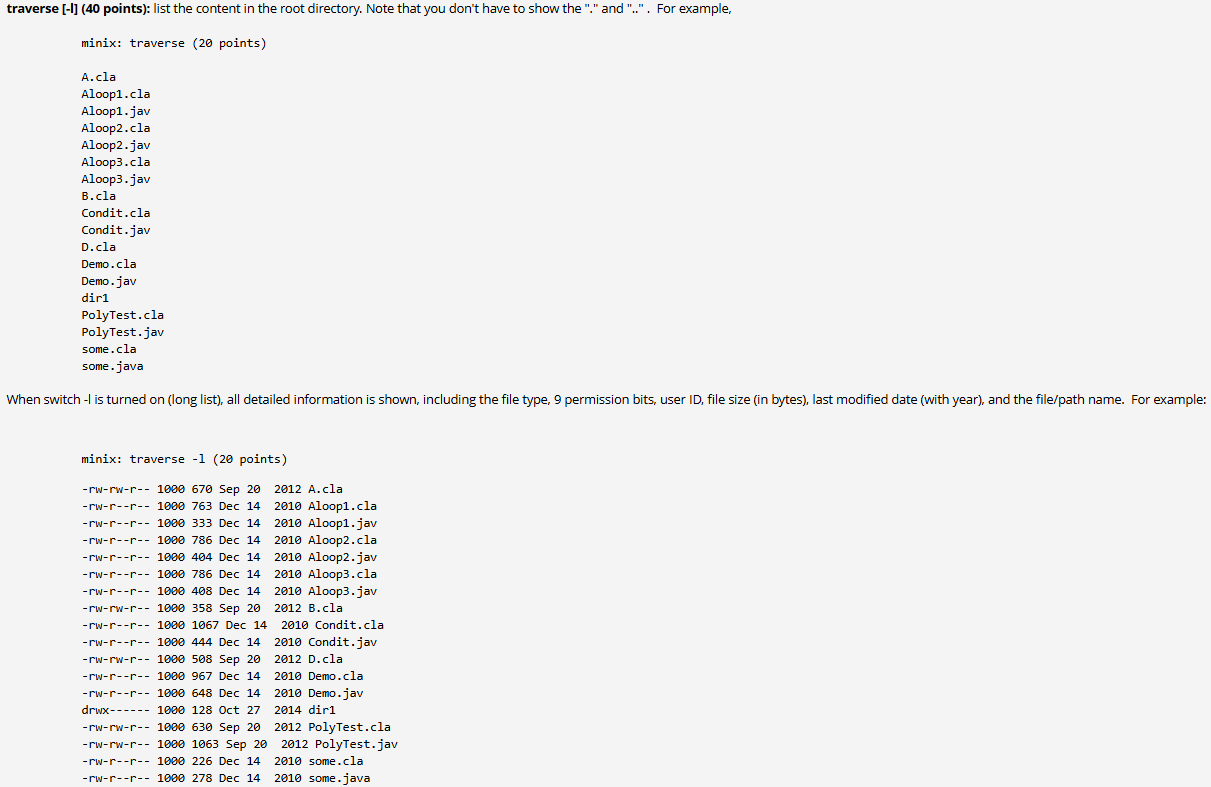 traverse [-l] (40 points): list the content in the root directory. Note that you don't have to show the "." and ".." .  For example,
minix: traverse (20 points)
A.cla
Aloop1.cla
Aloop1.jav
Aloop2.cla
Aloop2.jav
Aloop3.cla
Aloop3.jav
B.cla
Condit.cla
Condit.jav
D.cla
Demo.cla
Demo.jav
dir1
PolyTest.cla
PolyTest.jav
some.cla
some.java
When switch -l is turned on (long list), all detailed information is shown, including the file type, 9 permission bits, user ID, file size (in bytes), last modified date (with year), and the file/path name.  For example:
minix: traverse -l (20 points)
-rw-rw-r-- 1000 670 Sep 20  2012 A.cla
-rw-r--r-- 1000 763 Dec 14  2010 Aloop1.cla
-rw-r--r-- 1000 333 Dec 14  2010 Aloop1.jav
-rw-r--r-- 1000 786 Dec 14  2010 Aloop2.cla
-rw-r--r-- 1000 404 Dec 14  2010 Aloop2.jav
-rw-r--r-- 1000 786 Dec 14  2010 Aloop3.cla
-rw-r--r-- 1000 408 Dec 14  2010 Aloop3.jav
-rw-rw-r-- 1000 358 Sep 20  2012 B.cla
-rw-r--r-- 1000 1067 Dec 14  2010 Condit.cla
-rw-r--r-- 1000 444 Dec 14  2010 Condit.jav
-rw-rw-r-- 1000 508 Sep 20  2012 D.cla
-rw-r--r-- 1000 967 Dec 14  2010 Demo.cla
-rw-r--r-- 1000 648 Dec 14  2010 Demo.jav
drwx------ 1000 128 Oct 27  2014 dir1
-rw-rw-r-- 1000 630 Sep 20  2012 PolyTest.cla
-rw-rw-r-- 1000 1063 Sep 20  2012 PolyTest.jav
-rw-r--r-- 1000 226 Dec 14  2010 some.cla
-rw-r--r-- 1000 278 Dec 14  2010 some.java